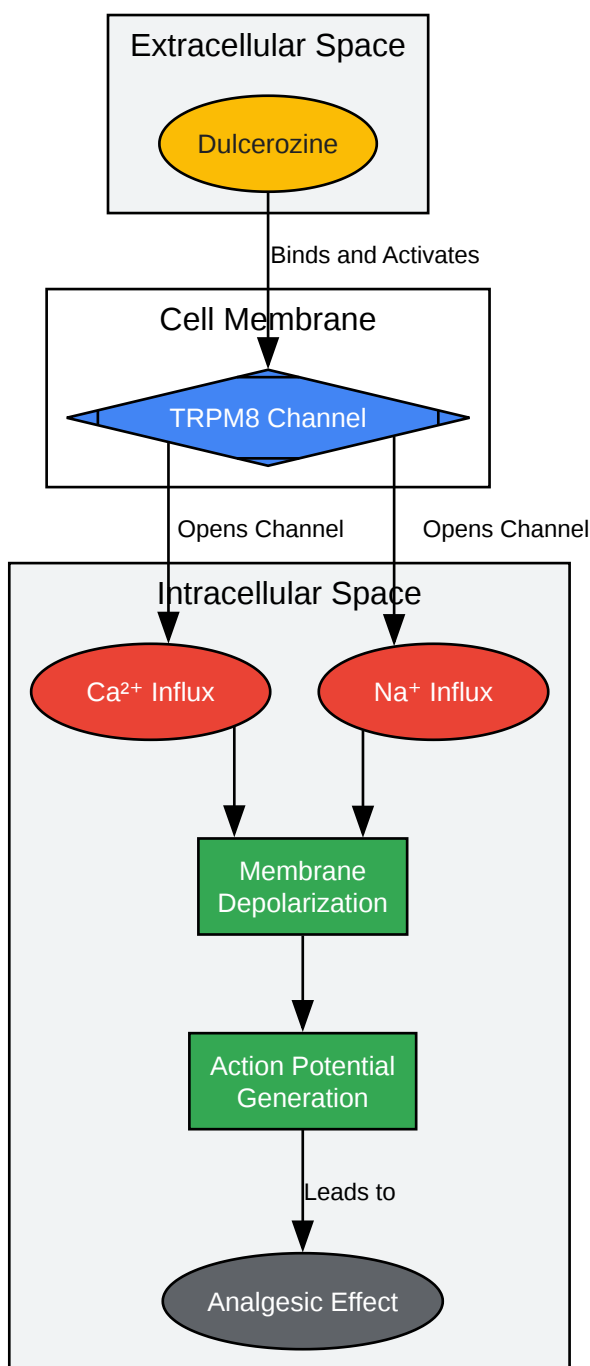 Extracellular Space
Dulcerozine
Binds and Activates
Cell Membrane
TRPM8 Channel
Opens Channel
Opens Channel
Intracellular Space
Ca²⁺ Influx
Na⁺ Influx
Membrane
Depolarization
Action Potential
Generation
Leads to
Analgesic Effect